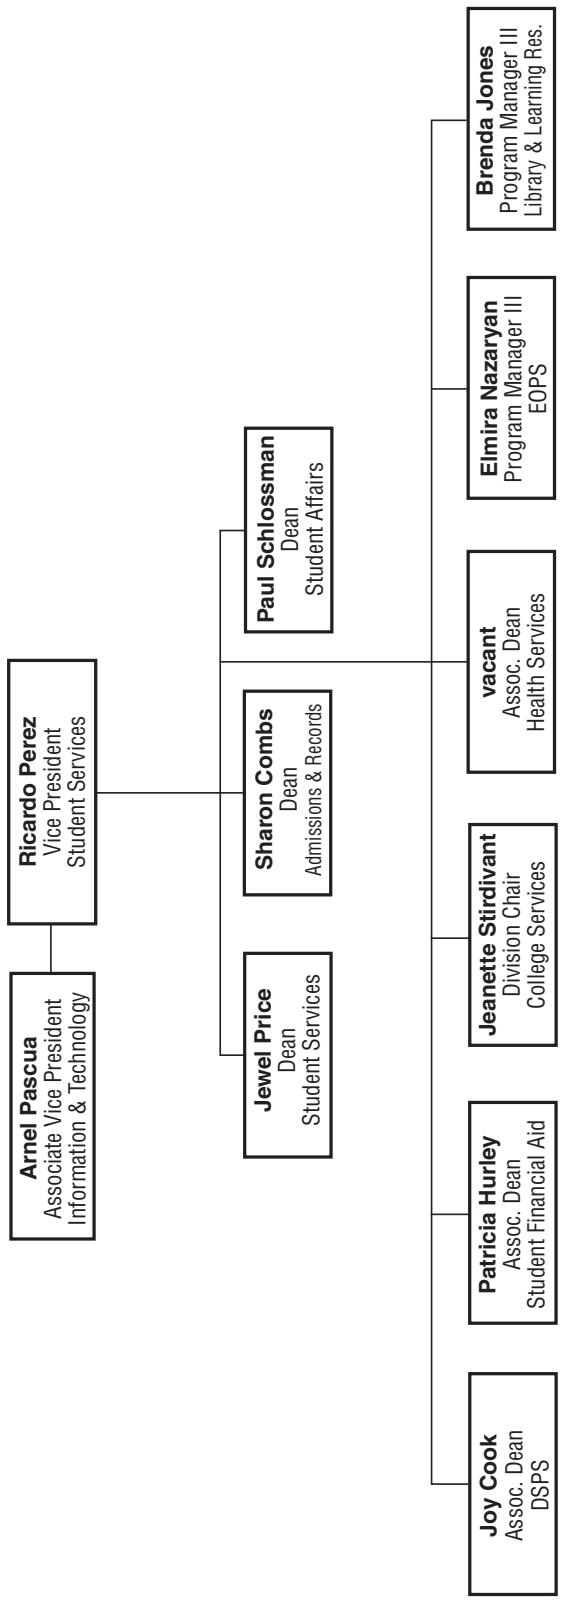 Arnel Pascua
Associate Vice President
Information & Technology
Ricardo Perez
Vice President
Student Services
Jewel Price
Dean
Student Services
Sharon Combs
Dean
Admissions & Records
Paul Schlossman
Dean
Student Affairs
Joy Cook
Assoc. Dean
DSPS
Patricia Hurley
Assoc. Dean
Student Financial Aid
Jeanette Stirdivant
Division Chair
College Services
vacant
Assoc. Dean
Health Services
Elmira Nazaryan
Program Manager III
EOPS
Brenda Jones
Program Manager III
Library & Learning Res.